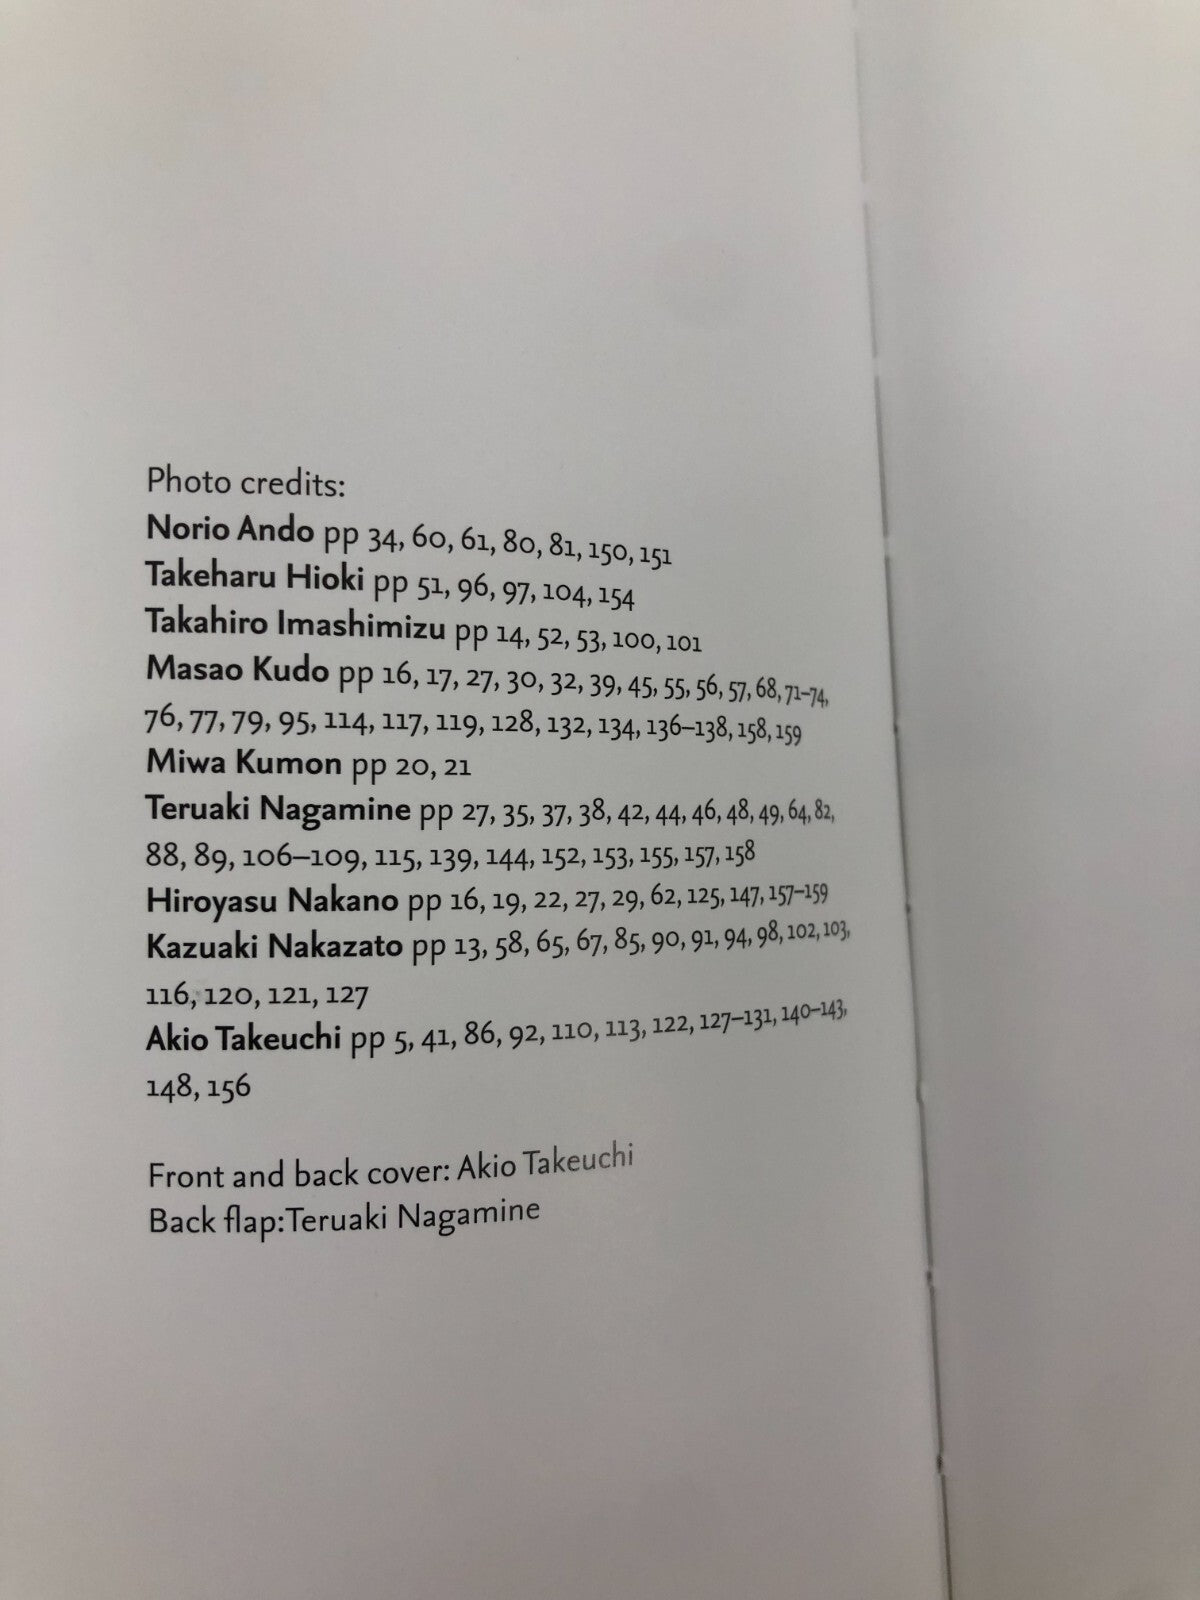 Photo credits:
Norio Ando pp 34, 60, 61, 80, 81, 150, 151
Takeharu Hioki pp 51, 96, 97, 104, 154
Takahiro Imashimizu pp 14, 52, 53, 100, 101
Masao Kudo pp 16, 17, 27, 30, 32, 39, 45, 55, 56, 57, 68, 71–74,
76, 77, 79, 95, 114, 117, 119, 128, 132, 134, 136–138, 158, 159
Miwa Kumon pp 20, 21
Teruaki Nagamine pp 27, 35, 37, 38, 42, 44, 46, 48, 49, 64, 82,
88, 89, 106–109, 115, 139, 144, 152, 153, 155, 157, 158
Hiroyasu Nakano pp 16, 19, 22, 27, 29, 62, 125, 147, 157–159
Kazuaki Nakazato pp 13, 58, 65, 67, 85, 90, 91, 94, 98, 102, 103,
116, 120, 121, 127
Akio Takeuchi pp 5, 41, 86, 92, 110, 113, 122, 127–131, 140–143,
148, 156
Front and back cover: Akio Takeuchi
Back flap:Teruaki Nagamine